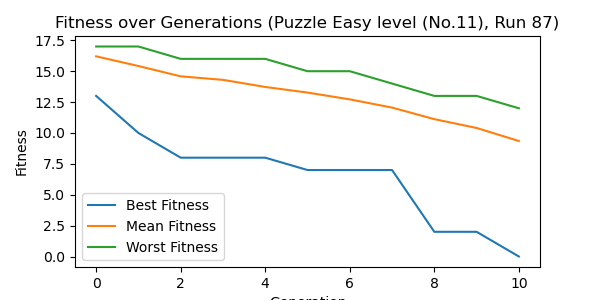 Fitness over Generations (Puzzle Easy level (No.11), Run 87)
17.5
15.0
12.5
10.0
7.5
5.0
2.5
0.0
Fitness
Best Fitness
Mean Fitness
Worst Fitness
0 2 4 6 8 10
Generation